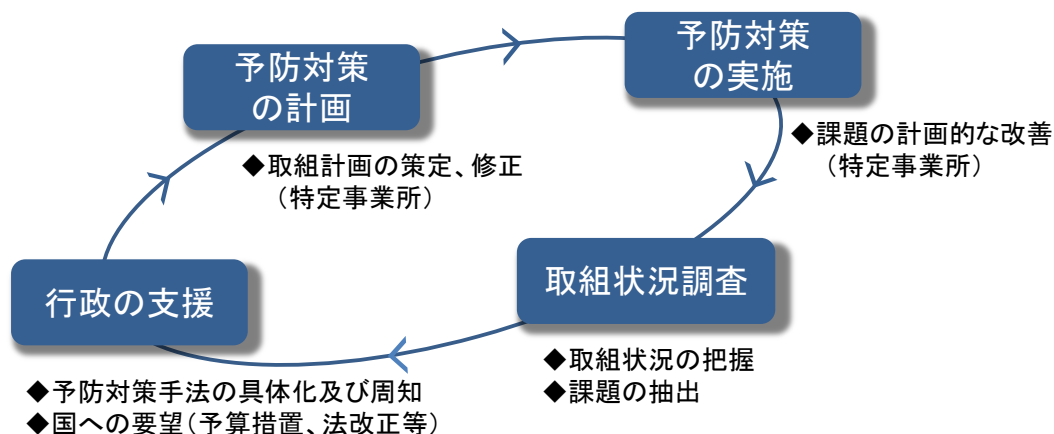 予防対策
の計画
◆取組計画の策定、修正
（特定事業所）
予防対策
の実施
◆課題の計画的な改善
（特定事業所）
取組状況調査
◆取組状況の把握
◆課題の抽出
行政の支援
◆予防対策手法の具体化及び周知
◆国への要望（予算措置、法改正等）